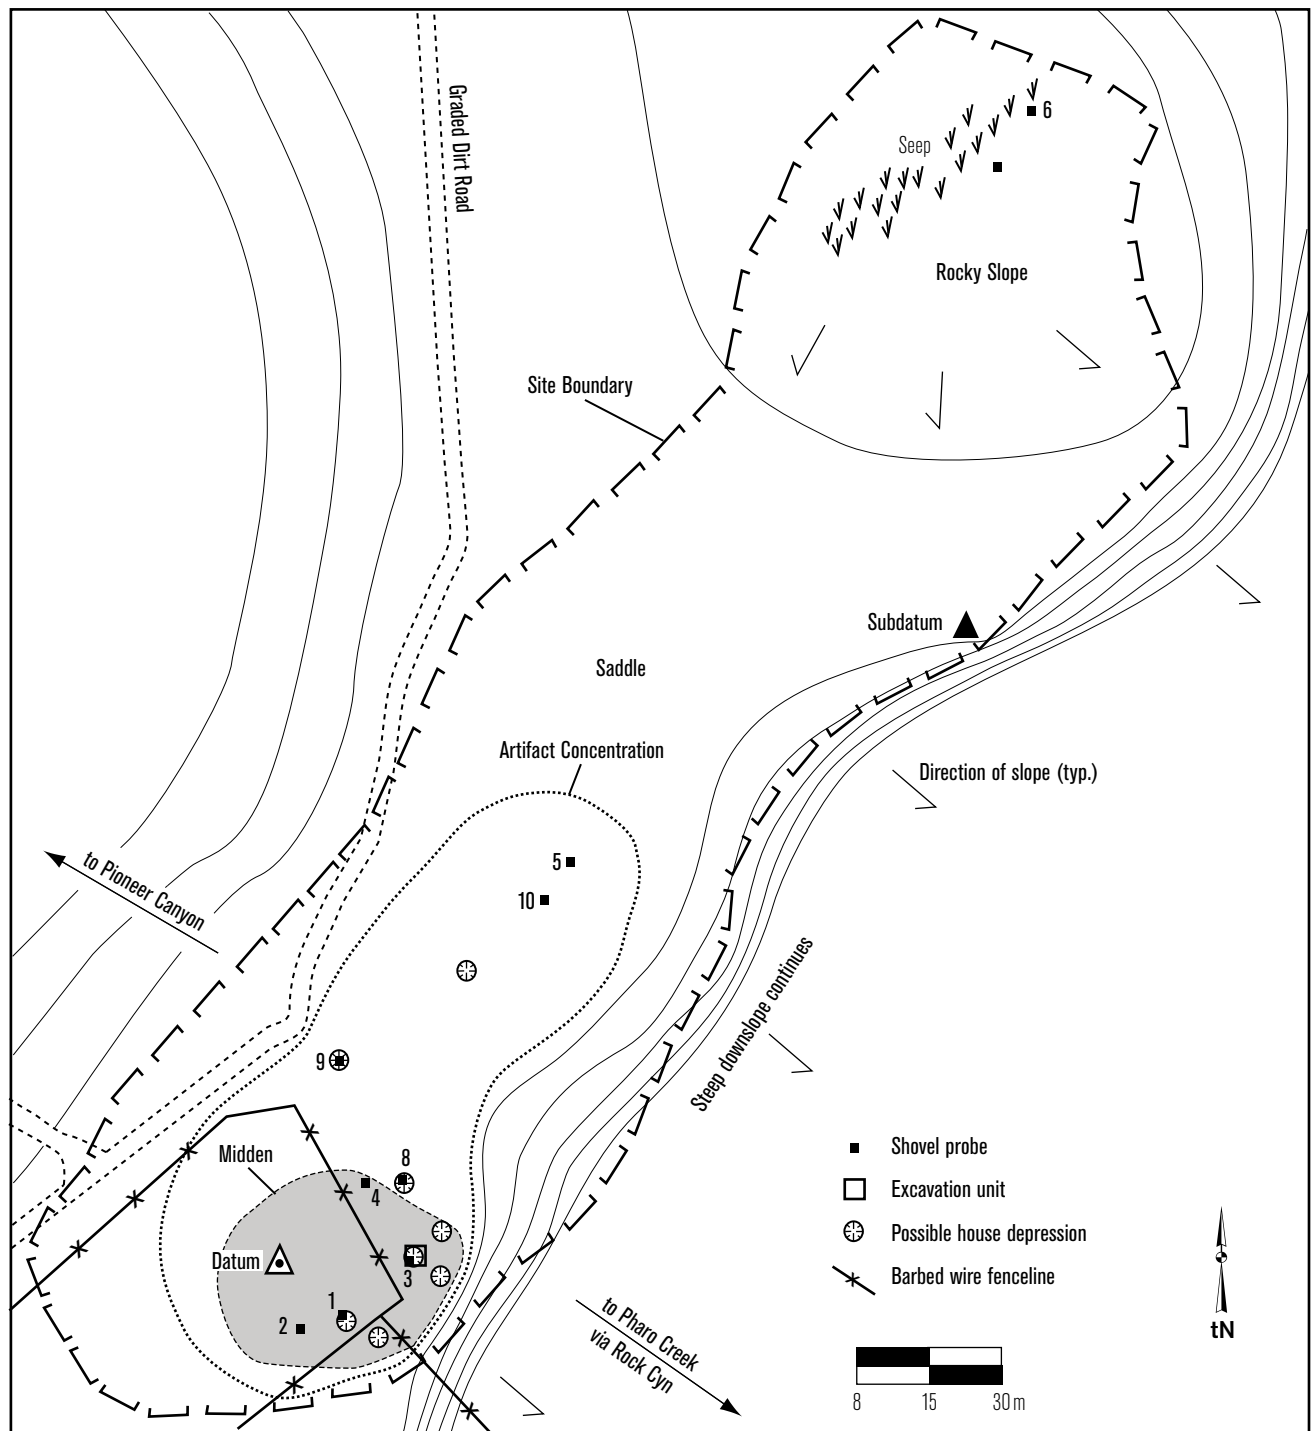 Graded Dirt Road
6
Seep
Rocky Slope
Site Boundary
Subdatum
Saddle
Artifact Concentration
Direction of slope (typ.)
5
10
to Pioneer Canyon
Steep downslope continues
9
Midden
8
4
Datum
3
1
2
to Pharo Creek
via Rock Cyn
Shovel probe
Excavation unit
Possible house depression
Barbed wire fenceline
tN
8 15 30 m